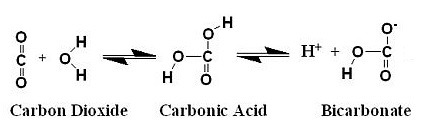 O=C=O + H O H ⇌ H O O C O H ⇌ H⁺ + O⁻ O C O H
Carbon Dioxide Carbonic Acid Bicarbonate